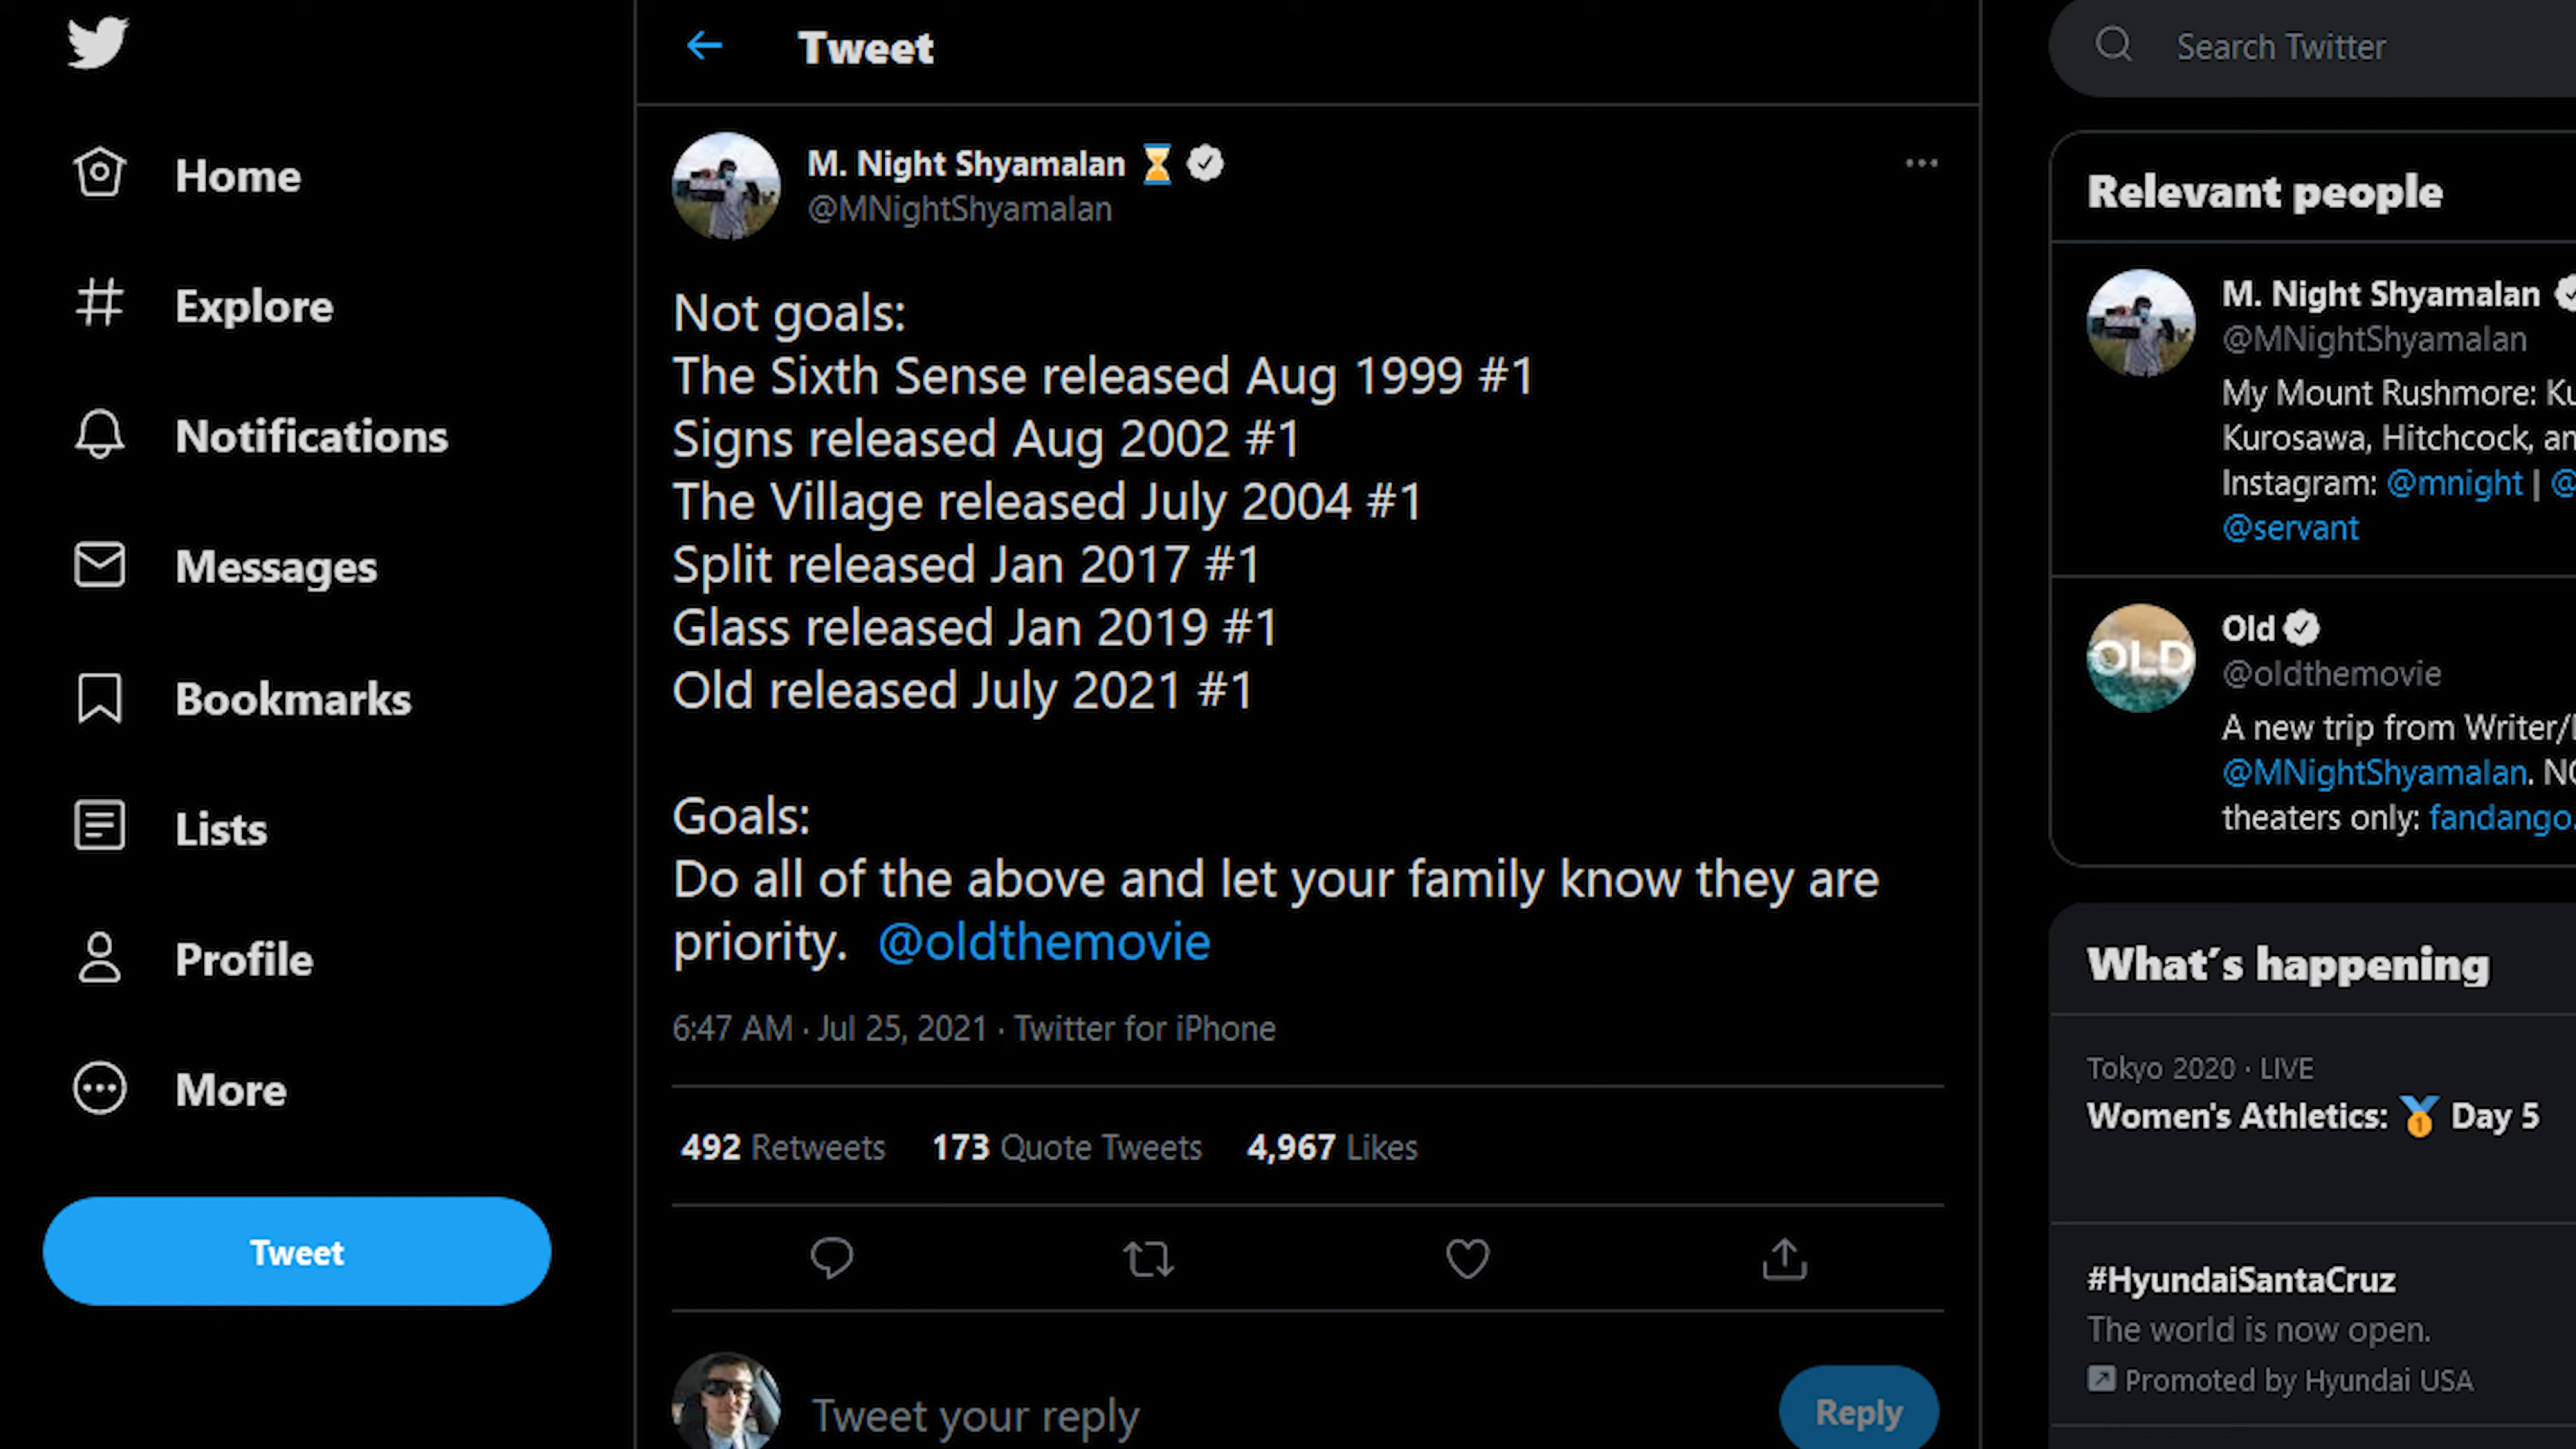 Home
Explore
Notifications
Messages
Bookmarks
Lists
Profile
More
Tweet
Tweet
M. Night Shyamalan ⏳
@MNightShyamalan
Not goals:
The Sixth Sense released Aug 1999 #1
Signs released Aug 2002 #1
The Village released July 2004 #1
Split released Jan 2017 #1
Glass released Jan 2019 #1
Old released July 2021 #1
Goals:
Do all of the above and let your family know they are
priority. @oldthemovie
6:47 AM · Jul 25, 2021 · Twitter for iPhone
492 Retweets 173 Quote Tweets 4,967 Likes
Tweet your reply
Reply
Search Twitter
Relevant people
M. Night Shyamalan
@MNightShyamalan
My Mount Rushmore:
Kurosawa, Hitchcock,
Instagram: @mnight |
@servant
OLD
Old
@oldthemovie
A new trip from
@MNightShyamalan.
theaters only: fandango.
What's happening
Tokyo 2020 · LIVE
Women's Athletics: 🥇 Day 5
#HyundaiSantaCruz
The world is now open.
Promoted by Hyundai USA